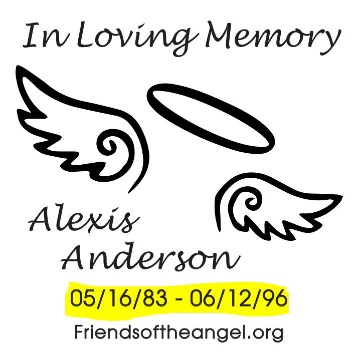 In Loving Memory
Alexis
Anderson
05/16/83 - 06/12/96
Friendsoftheangel.org